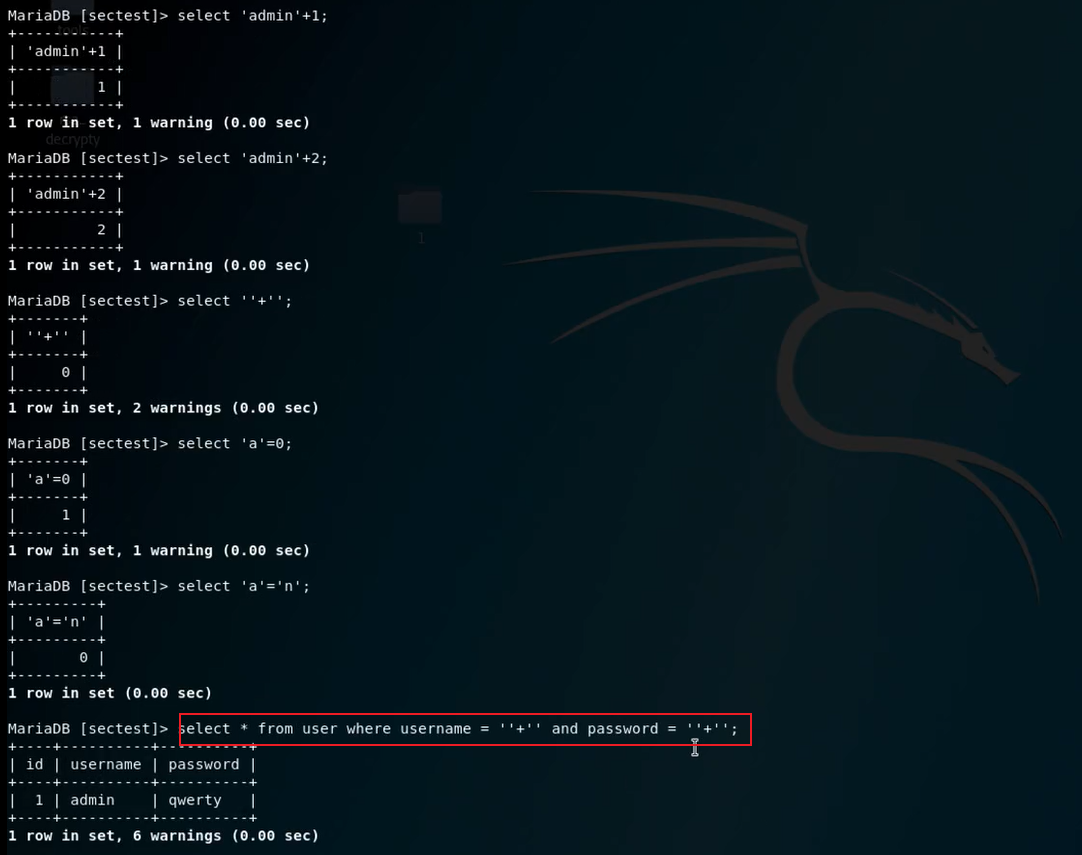 MariaDB [sectest]> select 'admin'+1;
+-----------+
| 'admin'+1 |
+-----------+
|         1 |
+-----------+
1 row in set, 1 warning (0.00 sec)
decrypty
MariaDB [sectest]> select 'admin'+2;
+-----------+
| 'admin'+2 |
+-----------+
|         2 |
+-----------+
1
1 row in set, 1 warning (0.00 sec)
MariaDB [sectest]> select ''+'';
+-------+
| ''+'' |
+-------+
|     0 |
+-------+
1 row in set, 2 warnings (0.00 sec)
MariaDB [sectest]> select 'a'=0;
+-------+
| 'a'=0 |
+-------+
|     1 |
+-------+
1 row in set, 1 warning (0.00 sec)
MariaDB [sectest]> select 'a'='n';
+---------+
| 'a'='n' |
+---------+
|       0 |
+---------+
1 row in set (0.00 sec)
MariaDB [sectest]> select * from user where username = ''+'' and password = ''+'';
+----+----------+----------+
| id | username | password |
+----+----------+----------+
|  1 | admin    | qwerty   |
+----+----------+----------+
1 row in set, 6 warnings (0.00 sec)